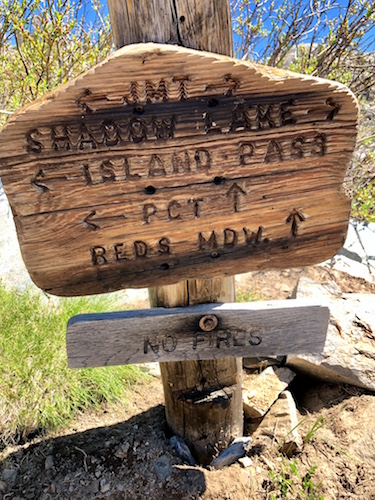 ← JMT →
SHADOW LAKE →
← ISLAND PASS
← PCT ↑
REDS MDW. ↑
NO FIRES